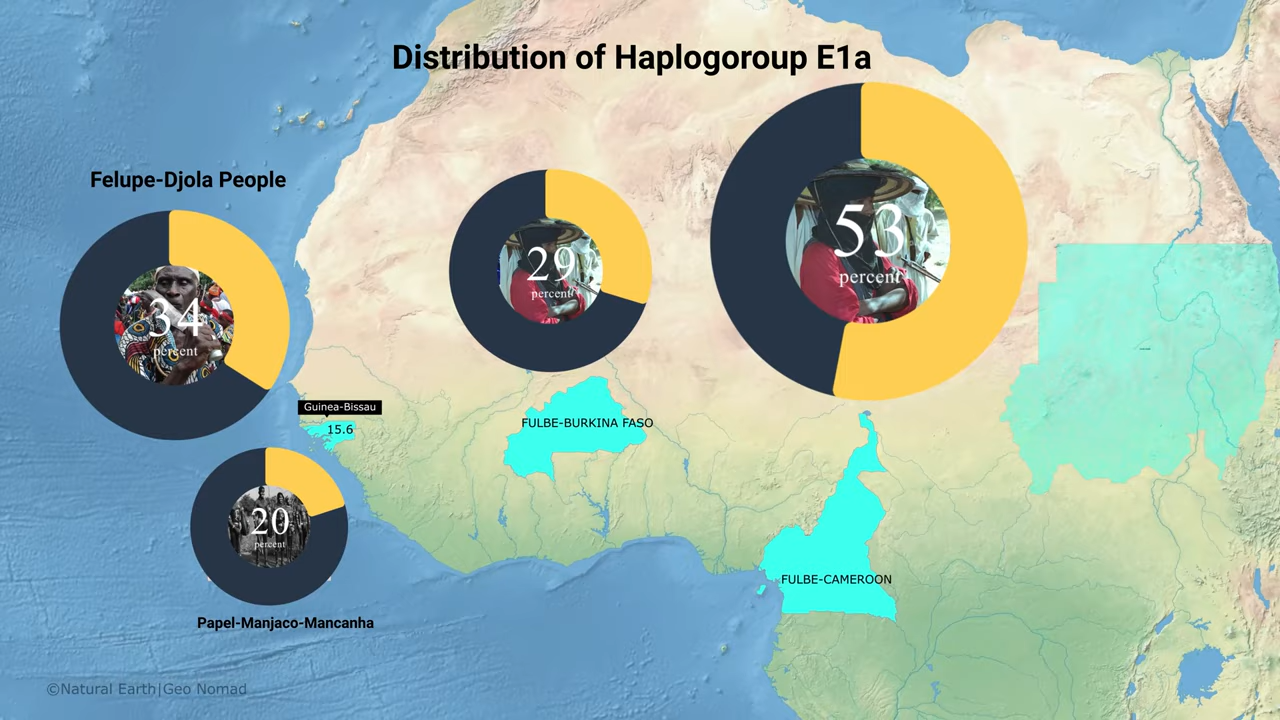 Distribution of Haplogoroup E1a
Felupe-Djola People
34
percent
29
percent
53
percent
Guinea-Bissau
15.6
FULBE-BURKINA FASO
20
percent
FULBE-CAMEROON
Papel-Manjaco-Mancanha
©Natural Earth|Geo Nomad